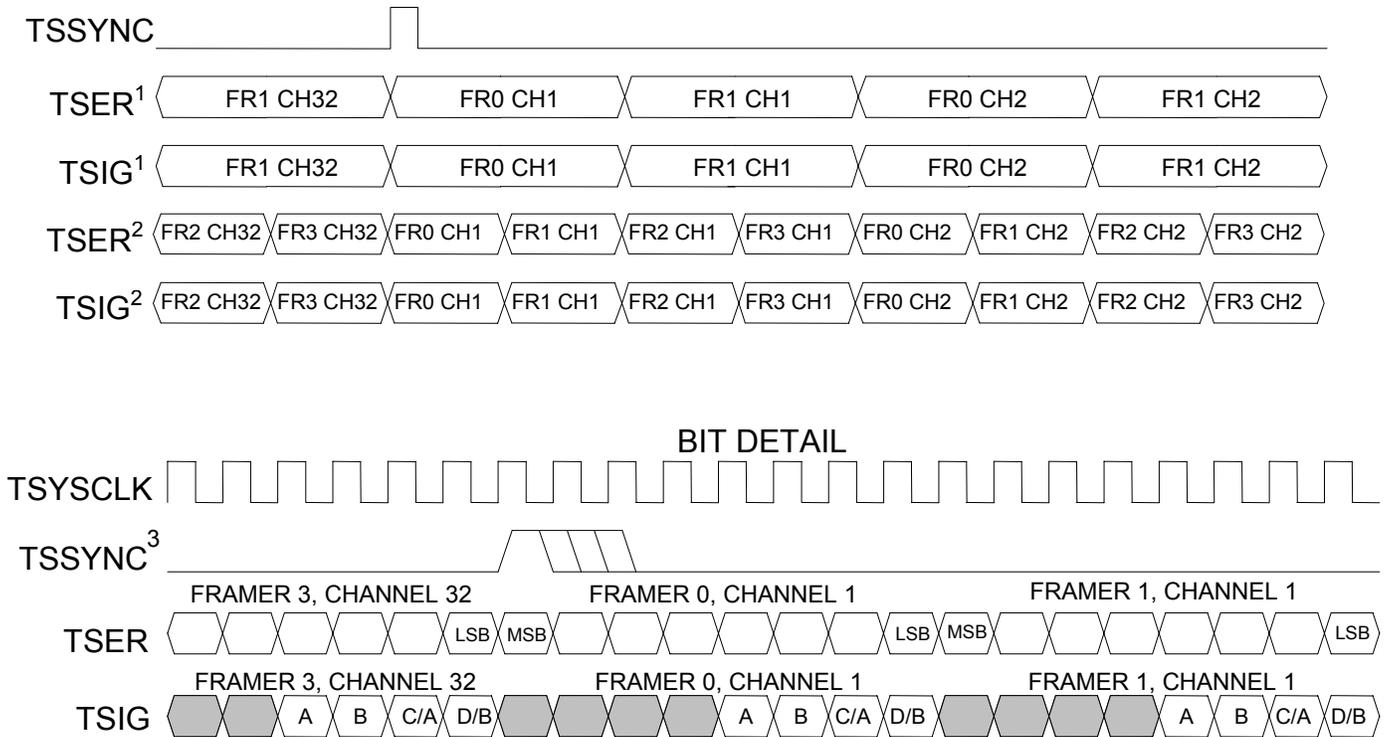 TSSYNC
TSER1 FR1 CH32 FR0 CH1 FR1 CH1 FR0 CH2 FR1 CH2
TSIG1 FR1 CH32 FR0 CH1 FR1 CH1 FR0 CH2 FR1 CH2
TSER2 FR2 CH32 FR3 CH32 FR0 CH1 FR1 CH1 FR2 CH1 FR3 CH1 FR0 CH2 FR1 CH2 FR2 CH2 FR3 CH2
TSIG2 FR2 CH32 FR3 CH32 FR0 CH1 FR1 CH1 FR2 CH1 FR3 CH1 FR0 CH2 FR1 CH2 FR2 CH2 FR3 CH2
BIT DETAIL
TSYSCLK
TSSYNC3
FRAMER 3, CHANNEL 32 FRAMER 0, CHANNEL 1 FRAMER 1, CHANNEL 1
TSER LSB MSB LSB MSB LSB
FRAMER 3, CHANNEL 32 FRAMER 0, CHANNEL 1 FRAMER 1, CHANNEL 1
TSIG A B C/A D/B A B C/A D/B A B C/A D/B